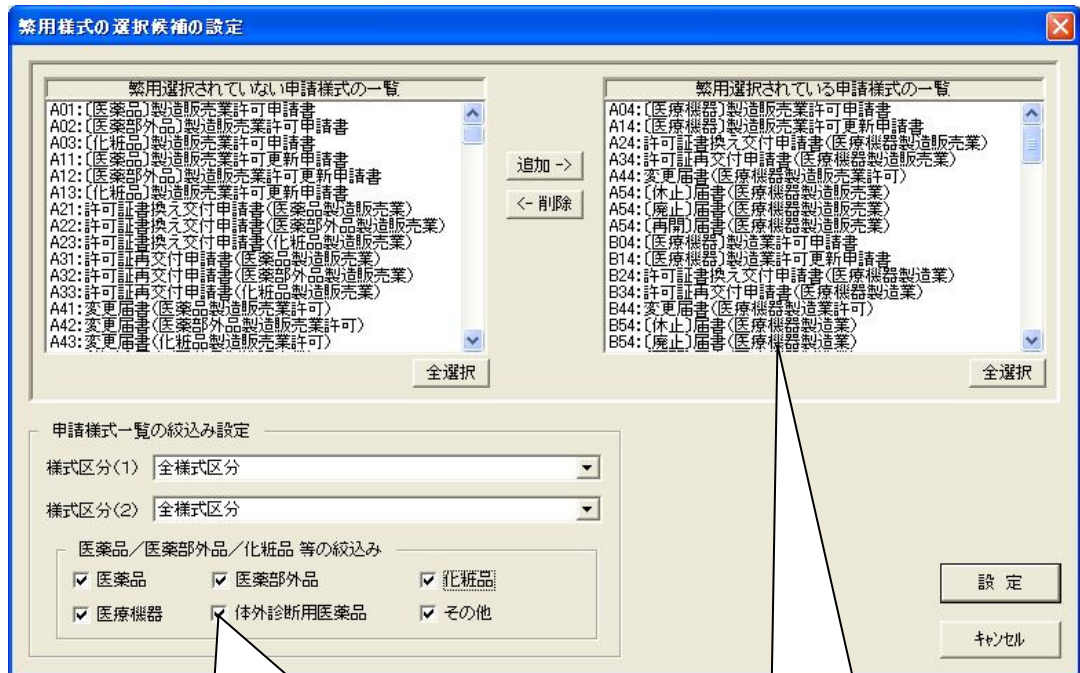 繁用様式の選択候補の設定
繁用選択されていない申請様式の一覧
A01:[医薬品]製造販売業許可申請書
A02:[医薬部外品]製造販売業許可申請書
A03:[化粧品]製造販売業許可申請書
A11:[医薬品]製造販売業許可更新申請書
A12:[医薬部外品]製造販売業許可更新申請書
A13:[化粧品]製造販売業許可更新申請書
A21:許可証書換え交付申請書(医薬品製造販売業)
A22:許可証書換え交付申請書(医薬部外品製造販売業)
A23:許可証書換え交付申請書(化粧品製造販売業)
A31:許可証再交付申請書(医薬品製造販売業)
A32:許可証再交付申請書(医薬部外品製造販売業)
A33:許可証再交付申請書(化粧品製造販売業)
A41:変更届書(医薬品製造販売業許可)
A42:変更届書(医薬部外品製造販売業許可)
A43:変更届書(化粧品製造販売業許可)
全選択
追加 ->
<- 削除
繁用選択されている申請様式の一覧
A04:[医療機器]製造販売業許可申請書
A14:[医療機器]製造販売業許可更新申請書
A24:許可証書換え交付申請書(医療機器製造販売業)
A34:許可証再交付申請書(医療機器製造販売業)
A44:変更届書(医療機器製造販売業許可)
A54:[休止]届書(医療機器製造販売業)
A54:[廃止]届書(医療機器製造販売業)
A54:[再開]届書(医療機器製造販売業)
B04:[医療機器]製造業許可申請書
B14:[医療機器]製造業許可更新申請書
B24:許可証書換え交付申請書(医療機器製造業)
B34:許可証再交付申請書(医療機器製造業)
B44:変更届書(医療機器製造業許可)
B54:[休止]届書(医療機器製造業)
B54:[廃止]届書(医療機器製造業)
全選択
申請様式一覧の絞込み設定
様式区分(1) 全様式区分
様式区分(2) 全様式区分
医薬品/医薬部外品/化粧品 等の絞込み
医薬品 医薬部外品 化粧品
医療機器 体外診断用医薬品 その他
設 定
キャンセル